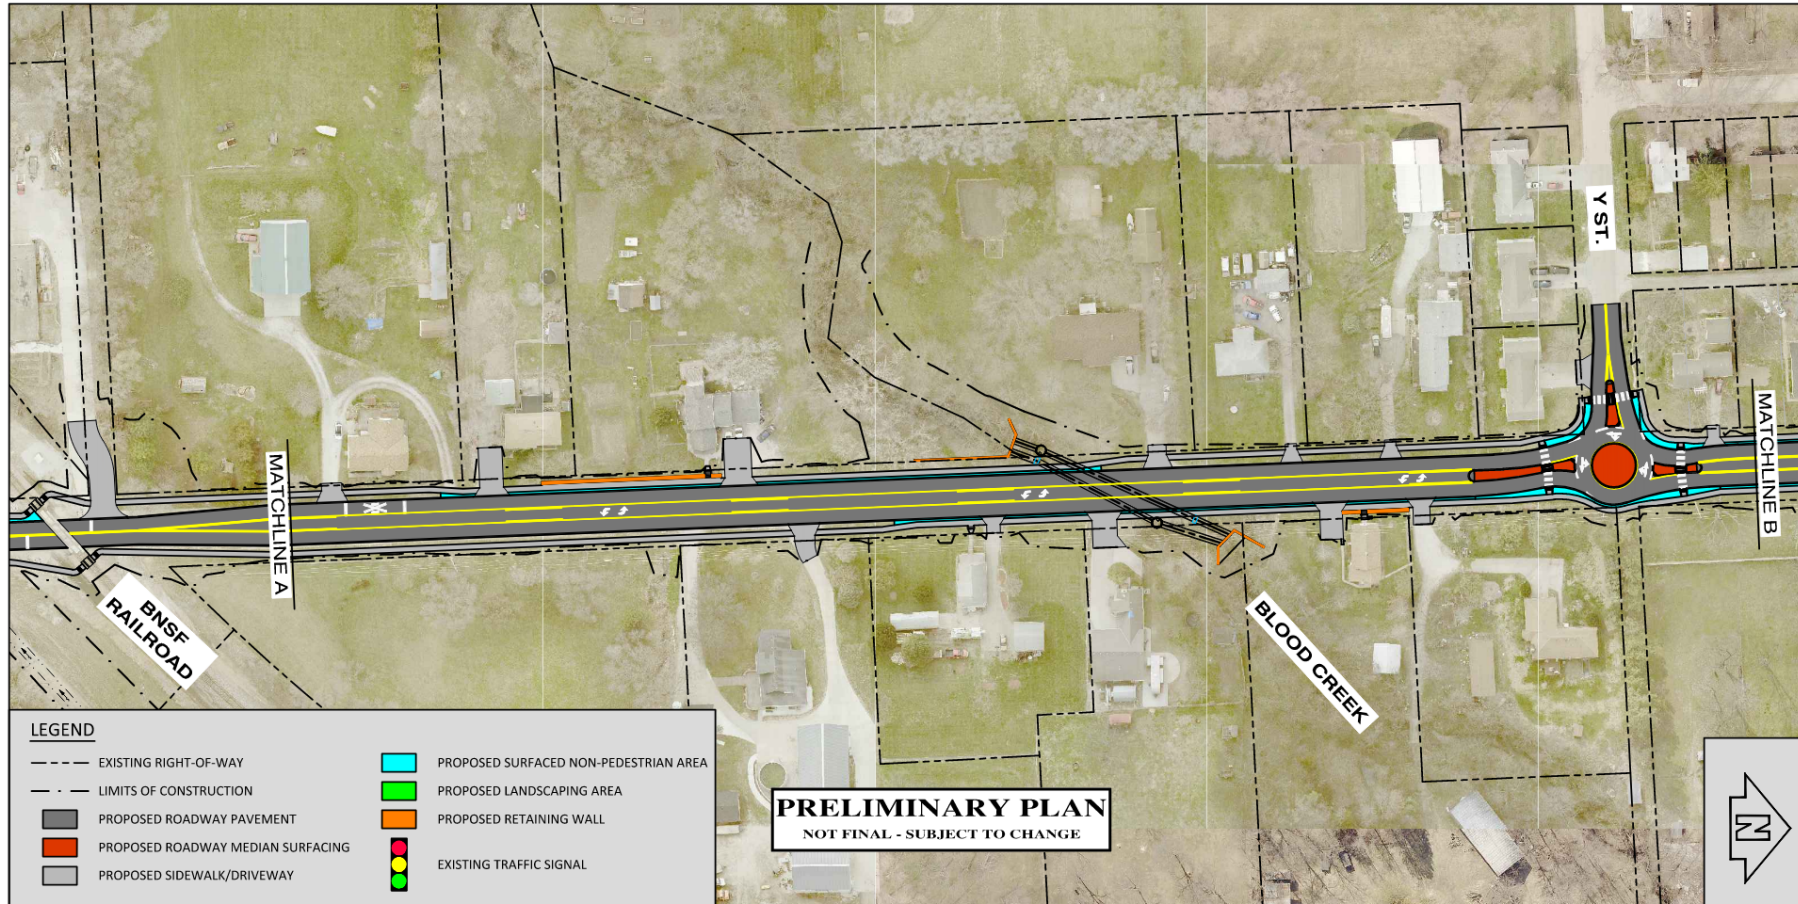 Y ST.
MATCHLINE A
MATCHLINE B
BNSF
RAILROAD
BLOOD CREEK
LEGEND
EXISTING RIGHT-OF-WAY
LIMITS OF CONSTRUCTION
PROPOSED ROADWAY PAVEMENT
PROPOSED ROADWAY MEDIAN SURFACING
PROPOSED SIDEWALK/DRIVEWAY
PROPOSED SURFACED NON-PEDESTRIAN AREA
PROPOSED LANDSCAPING AREA
PROPOSED RETAINING WALL
EXISTING TRAFFIC SIGNAL
PRELIMINARY PLAN
NOT FINAL - SUBJECT TO CHANGE
N